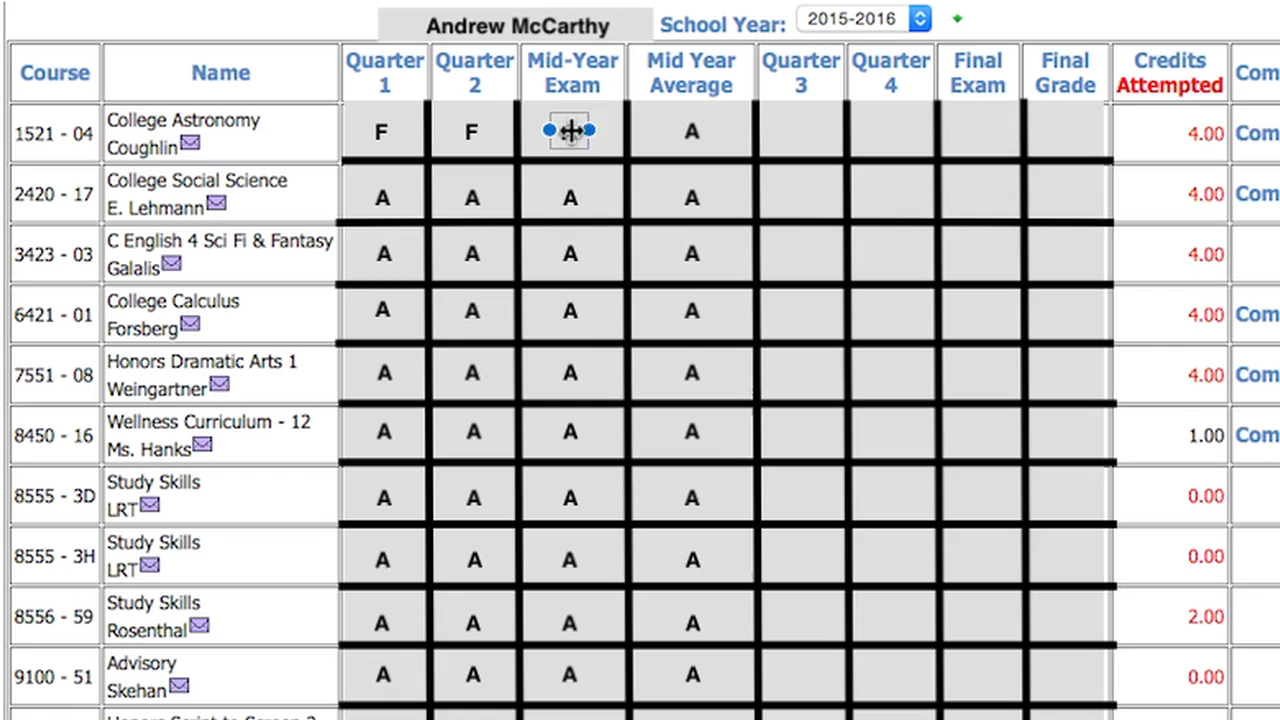 Andrew McCarthy School Year: 2015-2016
Course Name Quarter 1 Quarter 2 Mid-Year Exam Mid Year Average Quarter 3 Quarter 4 Final Exam Final Grade Credits Attempted Com
1521 - 04 College Astronomy F F A 4.00 Com
Coughlin
2420 - 17 College Social Science A A A A 4.00 Com
E. Lehmann
3423 - 03 C English 4 Sci Fi & Fantasy A A A A 4.00
Galalis
6421 - 01 College Calculus A A A A 4.00 Com
Forsberg
7551 - 08 Honors Dramatic Arts 1 A A A A 4.00 Com
Weingartner
8450 - 16 Wellness Curriculum - 12 A A A A 1.00 Com
Ms. Hanks
8555 - 3D Study Skills A A A A 0.00
LRT
8555 - 3H Study Skills A A A A 0.00
LRT
8556 - 59 Study Skills A A A A 2.00
Rosenthal
9100 - 51 Advisory A A A A 0.00
Skehan